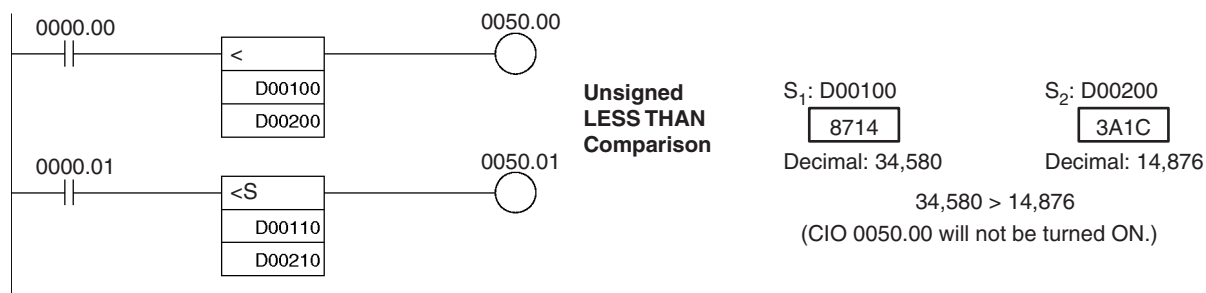 0000.00
0050.00
<
D00100
D00200
0000.01
0050.01
<S
D00110
D00210
Unsigned
LESS THAN
Comparison
S1: D00100
S2: D00200
8714
3A1C
Decimal: 34,580
Decimal: 14,876
34,580 > 14,876
(CIO 0050.00 will not be turned ON.)